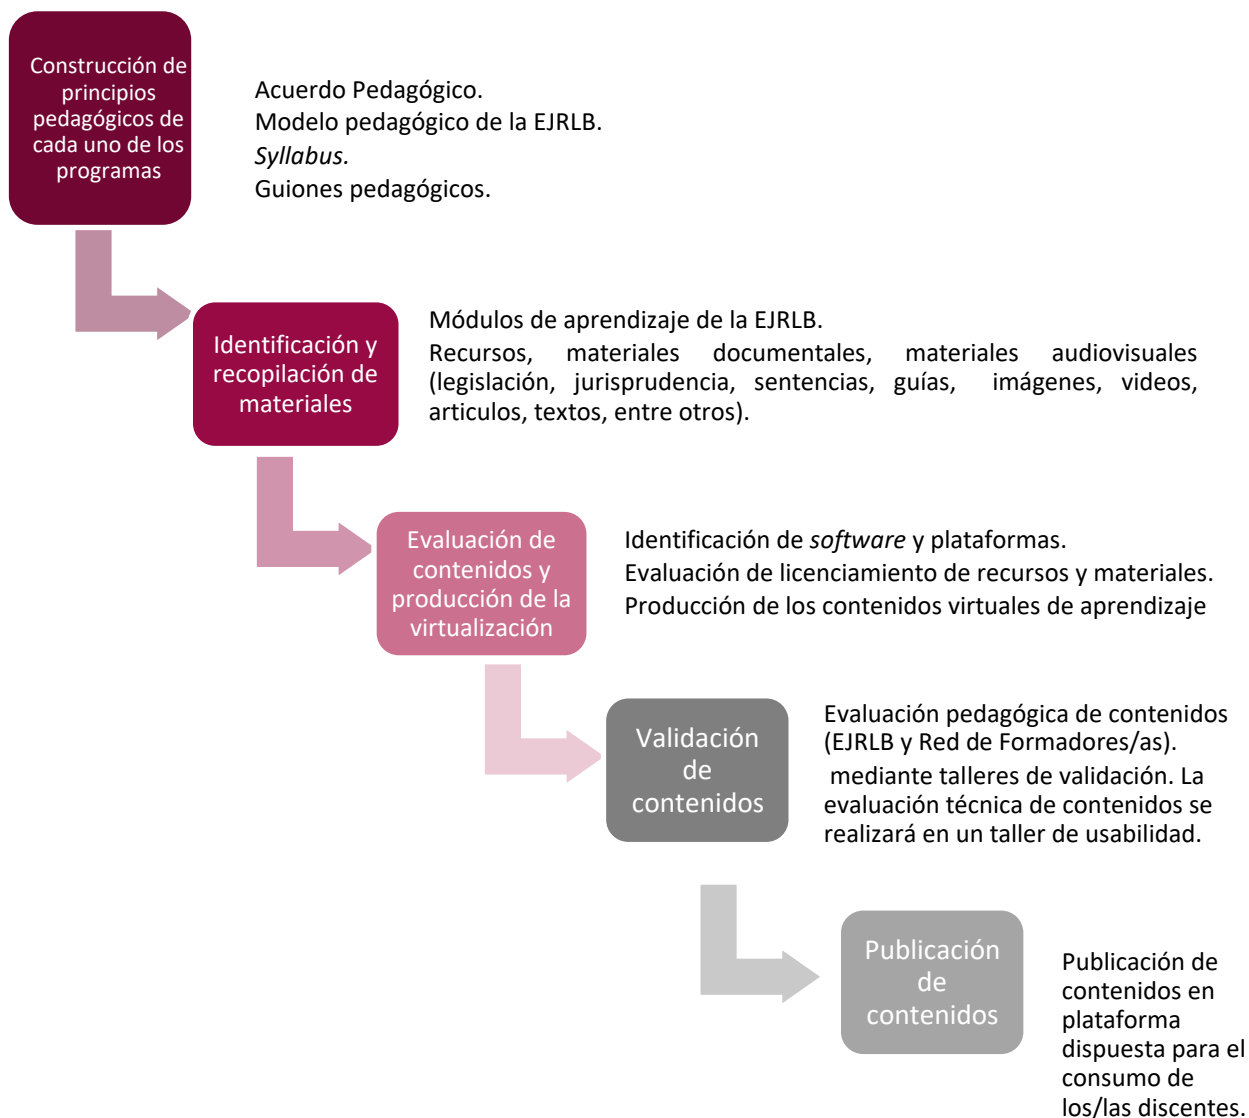 Construcción de
principios
pedagógicos de
cada uno de los
programas
Acuerdo Pedagógico.
Modelo pedagógico de la EJRLB.
Syllabus.
Guiones pedagógicos.
Identificación y
recopilación de
materiales
Módulos de aprendizaje de la EJRLB.
Recursos, materiales documentales, materiales audiovisuales
(legislación, jurisprudencia, sentencias, guías, imágenes, videos,
articulos, textos, entre otros).
Evaluación de
contenidos y
producción de la
virtualización
Identificación de software y plataformas.
Evaluación de licenciamiento de recursos y materiales.
Producción de los contenidos virtuales de aprendizaje
Validación
de
contenidos
Evaluación pedagógica de contenidos
(EJRLB y Red de Formadores/as).
mediante talleres de validación. La
evaluación técnica de contenidos se
realizará en un taller de usabilidad.
Publicación
de
contenidos
Publicación de
contenidos en
plataforma
dispuesta para el
consumo de
los/las discentes.